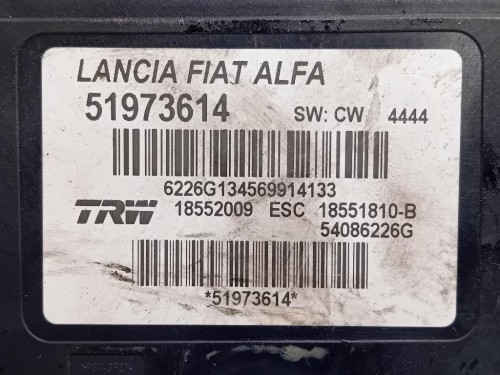 LANCIA FIAT ALFA
51973614 SW: CW 4444
6226G134569914133
TRW 18552009 ESC 18551810-B
54086226G
*51973614*